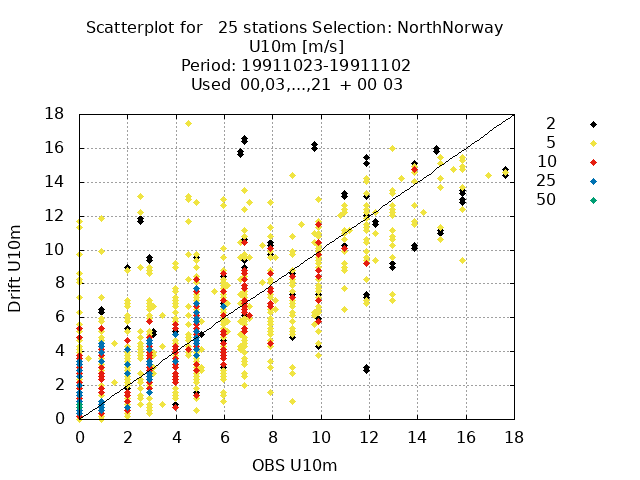 Scatterplot for 25 stations Selection: NorthNorway
U10m [m/s]
Period: 19911023-19911102
Used 00,03,...,21 + 00 03
18
16
14
12
10
8
6
4
2
0
Drift U10m
0 2 4 6 8 10 12 14 16 18
OBS U10m
2
5
10
25
50